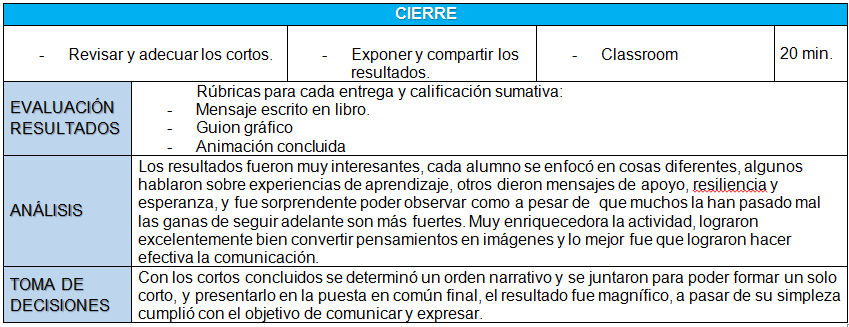 CIERRE
- Revisar y adecuar los cortos.
- Exponer y compartir los resultados.
- Classroom
20 min.
EVALUACIÓN RESULTADOS
Rúbricas para cada entrega y calificación sumativa:
- Mensaje escrito en libro.
- Guion gráfico
- Animación concluida
ANÁLISIS
Los resultados fueron muy interesantes, cada alumno se enfocó en cosas diferentes, algunos
hablaron sobre experiencias de aprendizaje, otros dieron mensajes de apoyo, resiliencia y
esperanza, y fue sorprendente poder observar como a pesar de que muchos la han pasado mal
las ganas de seguir adelante son más fuertes. Muy enriquecedora la actividad, lograron
excelentemente bien convertir pensamientos en imágenes y lo mejor fue que lograron hacer
efectiva la comunicación.
TOMA DE DECISIONES
Con los cortos concluidos se determinó un orden narrativo y se juntaron para poder formar un solo
corto, y presentarlo en la puesta en común final, el resultado fue magnífico, a pasar de su simpleza
cumplió con el objetivo de comunicar y expresar.